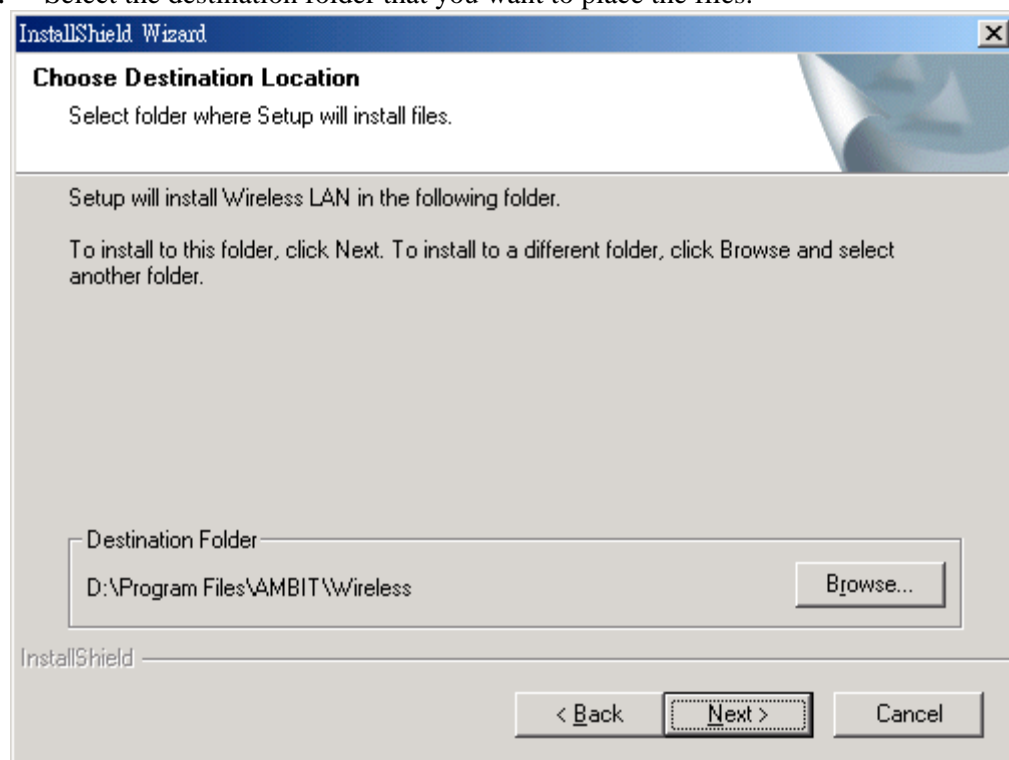 Select the destination folder that you want to place the files.
InstallShield Wizard
Choose Destination Location
Select folder where Setup will install files.
Setup will install Wireless LAN in the following folder.
To install to this folder, click Next. To install to a different folder, click Browse and select
another folder.
Destination Folder
D:\Program Files\AMBIT\Wireless
Browse...
InstallShield
< Back
Next >
Cancel